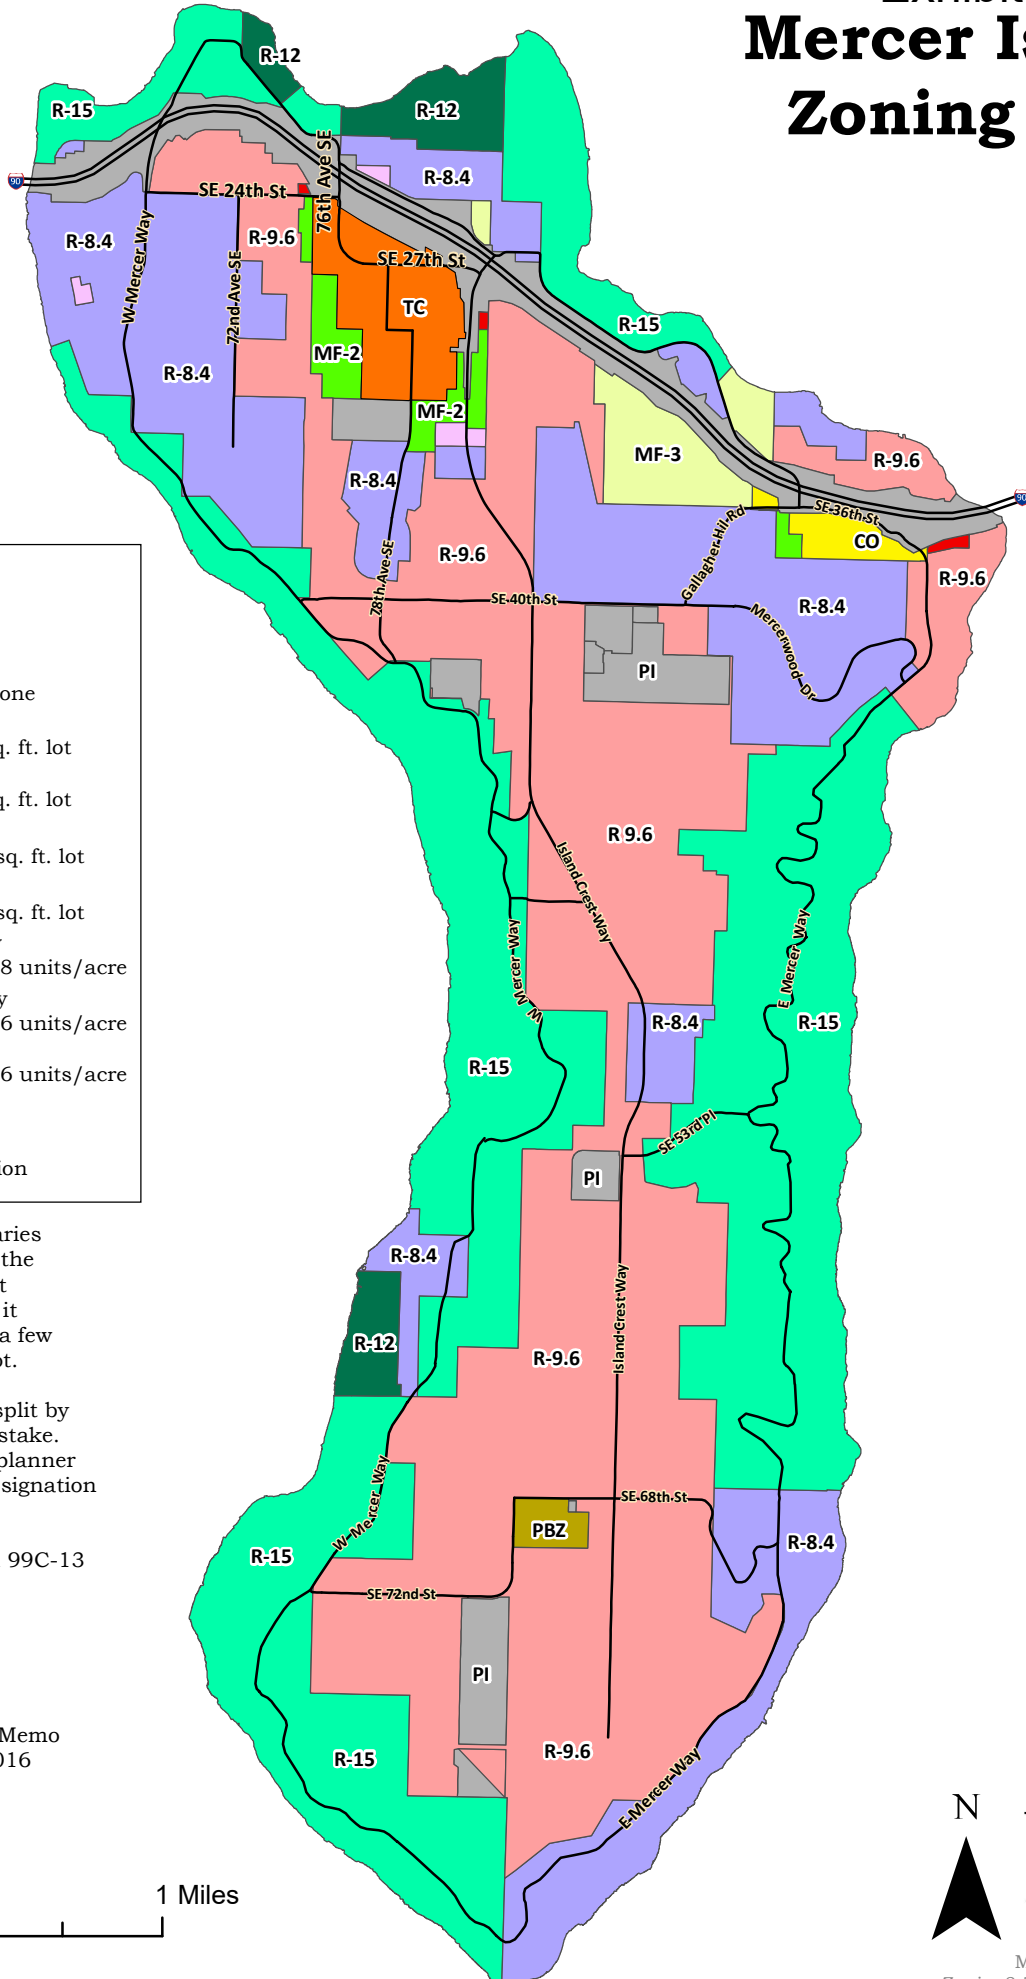 Mercer Is
Zoning
R-12
R-15
R-12
76th Ave SE
R-8.4
90
SE 24th St
R-8.4
R-9.6
W Mercer Way
72nd Ave SE
SE 27th St
TC
R-15
MF-2
R-8.4
MF-2
MF-3
R-9.6
R-8.4
90
SE 36th St
Gallagher Hil Rd
CO
R-9.6
78th Ave SE
R-9.6
SE 40th St
R-8.4
Mercerwood Dr
PI
one
q. ft. lot
q. ft. lot
R 9.6
sq. ft. lot
Island Crest Way
sq. ft. lot
W Mercer Way
E Mercer Way
8 units/acre
y
6 units/acre
R-8.4
R-15
R-15
6 units/acre
SE 53rd Pl
ion
PI
aries
the
R-8.4
t
it
Island Crest Way
a few
R-12
ot.
R-9.6
split by
stake.
planner
signation
W Mercer Way
SE 68th St
PBZ
R-8.4
R-15
99C-13
SE 72nd St
PI
Memo
016
R-15
R-9.6
E Mercer Way
N
1 Miles